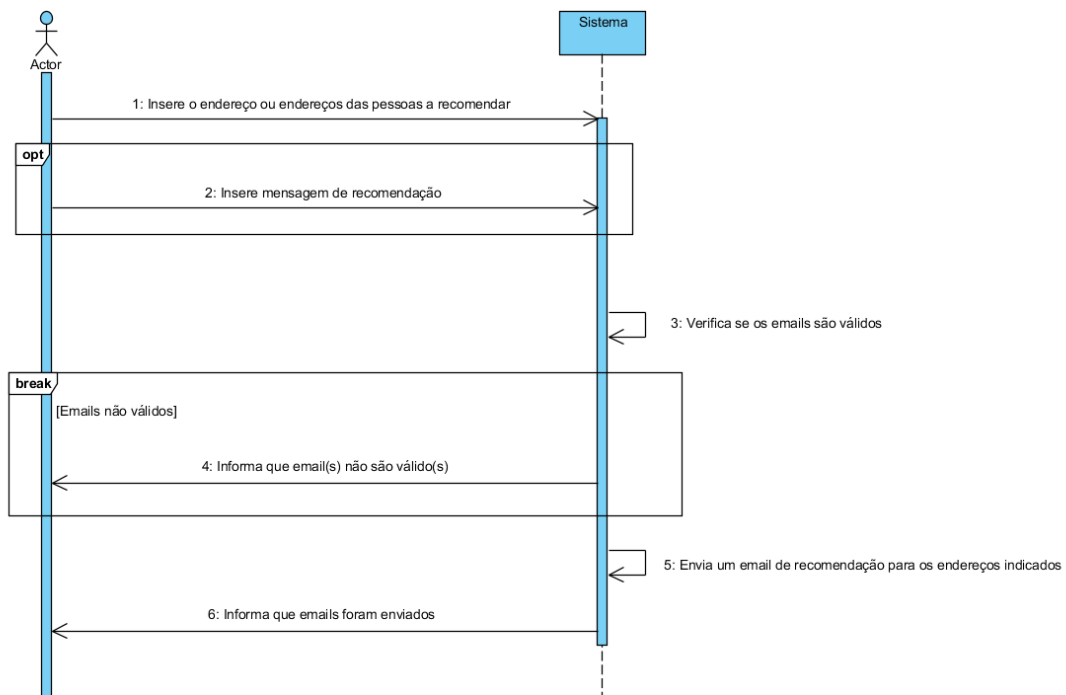 Actor
Sistema
1: Insere o endereço ou endereços das pessoas a recomendar
opt
2: Insere mensagem de recomendação
3: Verifica se os emails são válidos
break
[Emails não válidos]
4: Informa que email(s) não são válido(s)
5: Envia um email de recomendação para os endereços indicados
6: Informa que emails foram enviados